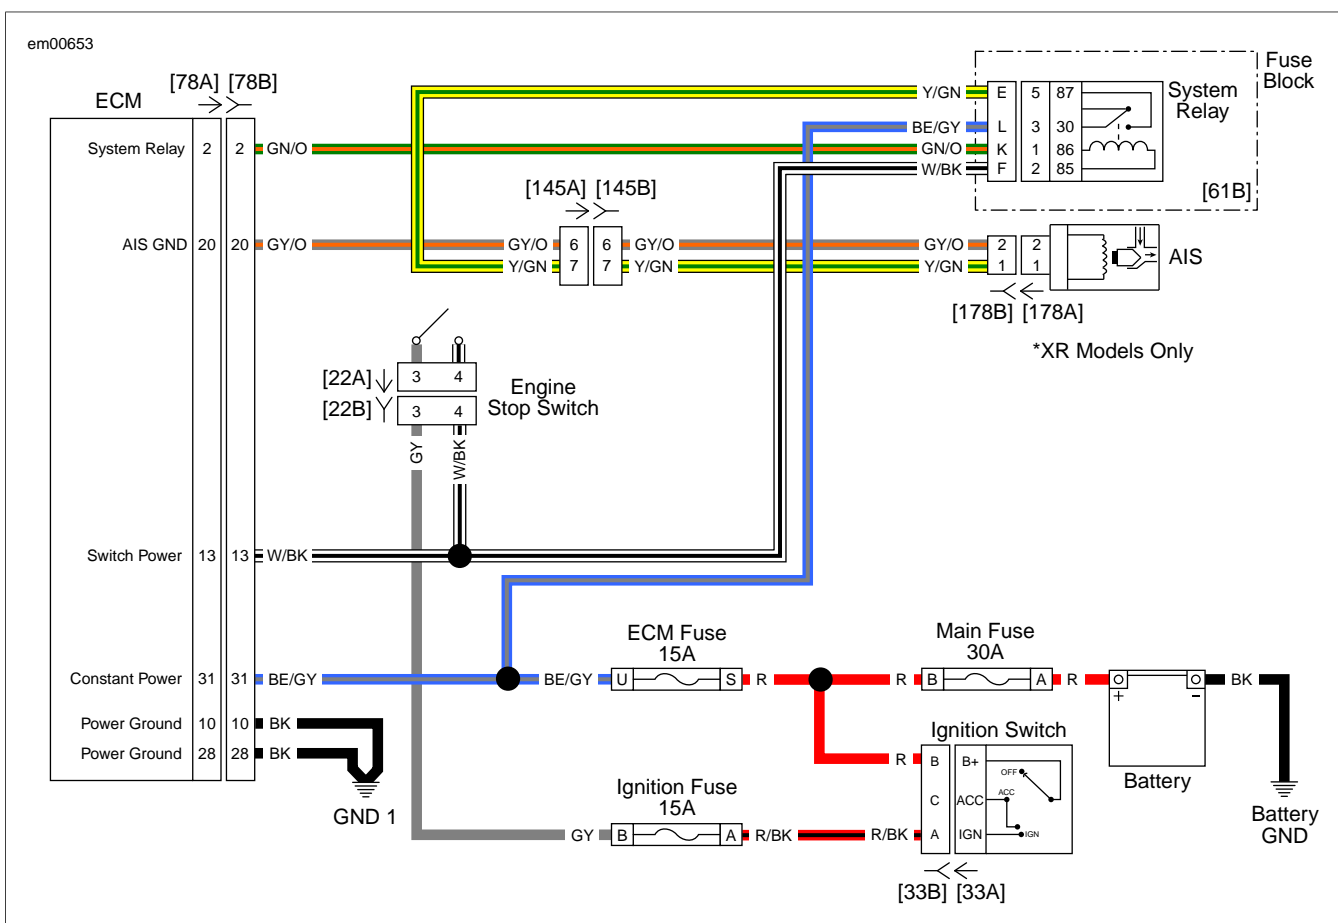 em00653
[78A] [78B]
ECM
System Relay 2 2 GN/O
AIS GND 20 20 GY/O
Switch Power 13 13 W/BK
Constant Power 31 31 BE/GY
Power Ground 10 10 BK
Power Ground 28 28 BK
GND 1
Fuse
Block
System
Relay
Y/GN E 5 87
BE/GY L 3 30
GN/O K 1 86
W/BK F 2 85
[61B]
[145A] [145B]
GY/O 6 6 GY/O
Y/GN 7 7 Y/GN
GY/O 2 2
Y/GN 1 1
AIS
[178B] [178A]
*XR Models Only
[22A] 3 4
[22B] 3 4
Engine
Stop Switch
GY
W/BK
ECM Fuse
15A
BE/GY U S R
Main Fuse
30A
R B A R
+ -
BK
Battery
Battery
GND
Ignition Switch
R B B+
C ACC
R/BK A IGN
OFF
ACC
IGN
[33B] [33A]
Ignition Fuse
15A
GY B A R/BK